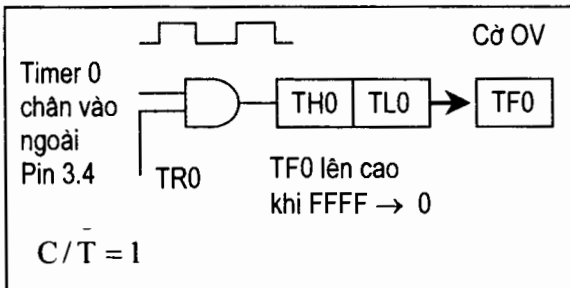 Cờ OV
Timer 0
chân vào
ngoài
Pin 3.4
TR0
TH0
TL0
TF0
TF0 lên cao
khi FFFF → 0
C/T̄ = 1